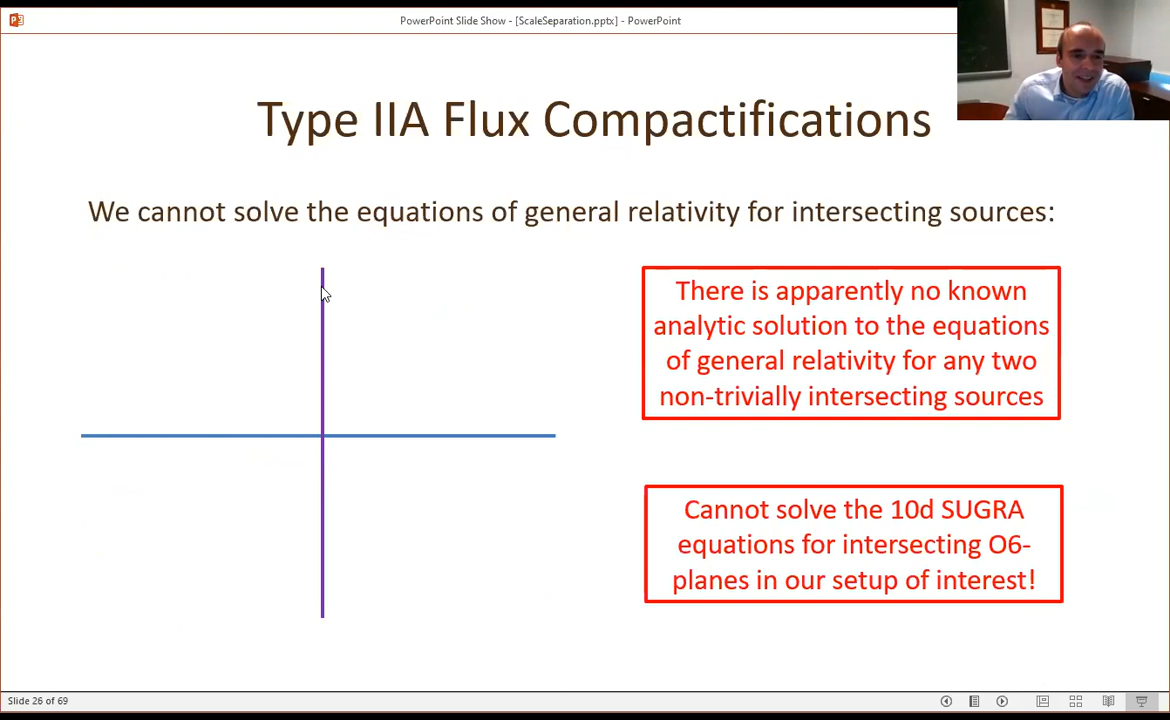 PowerPoint Slide Show - [ScaleSeparation.pptx] - PowerPoint
Type IIA Flux Compactifications
We cannot solve the equations of general relativity for intersecting sources:
There is apparently no known
analytic solution to the equations
of general relativity for any two
non-trivially intersecting sources
Cannot solve the 10d SUGRA
equations for intersecting O6-
planes in our setup of interest!
Slide 26 of 69